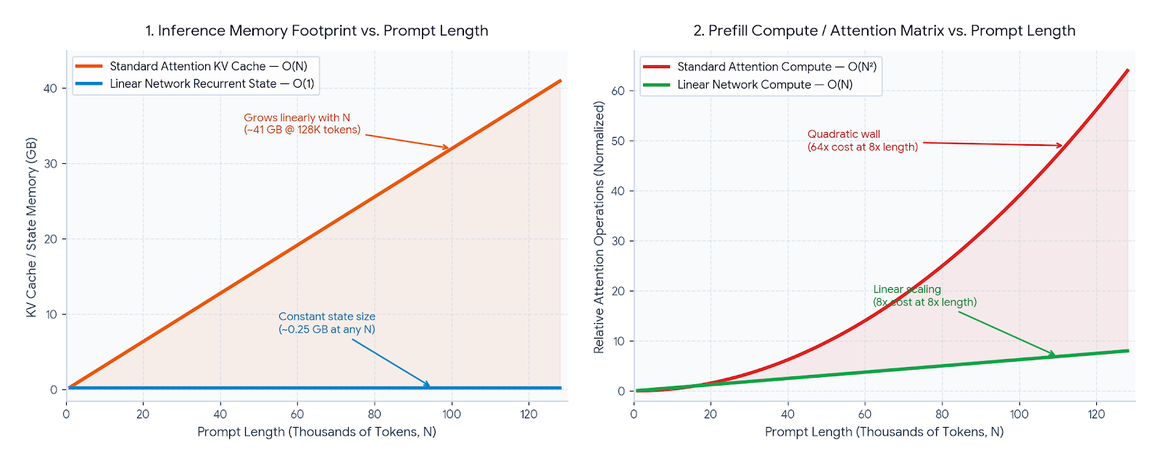 1. Inference Memory Footprint vs. Prompt Length
Standard Attention KV Cache — O(N)
Linear Network Recurrent State — O(1)
Grows linearly with N
(~41 GB @ 128K tokens)
Constant state size
(~0.25 GB at any N)
KV Cache / State Memory (GB)
40
30
20
10
0
0 20 40 60 80 100 120
Prompt Length (Thousands of Tokens, N)
2. Prefill Compute / Attention Matrix vs. Prompt Length
Standard Attention Compute — O(N²)
Linear Network Compute — O(N)
Quadratic wall
(64x cost at 8x length)
Linear scaling
(8x cost at 8x length)
Relative Attention Operations (Normalized)
60
50
40
30
20
10
0
0 20 40 60 80 100 120
Prompt Length (Thousands of Tokens, N)